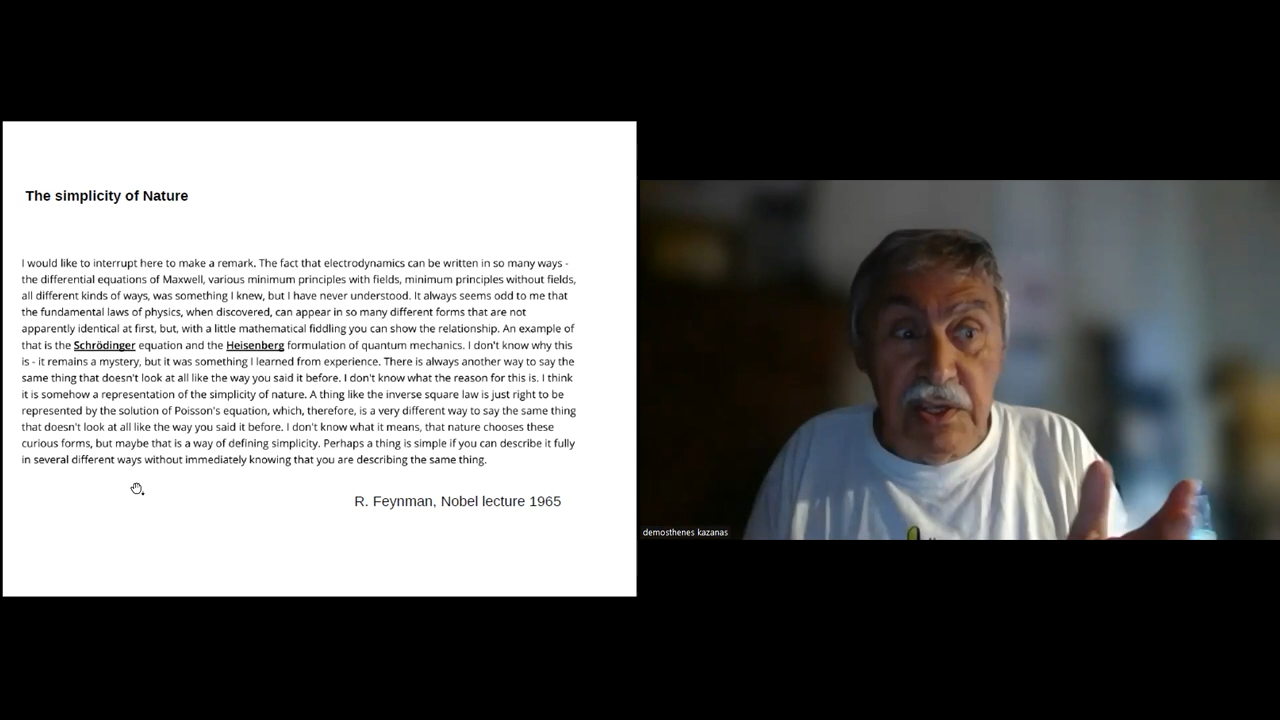 The simplicity of Nature
I would like to interrupt here to make a remark. The fact that electrodynamics can be written in so many ways -
the differential equations of Maxwell, various minimum principles with fields, minimum principles without fields,
all different kinds of ways, was something I knew, but I have never understood. It always seems odd to me that
the fundamental laws of physics, when discovered, can appear in so many different forms that are not
apparently identical at first, but, with a little mathematical fiddling you can show the relationship. An example of
that is the Schrödinger equation and the Heisenberg formulation of quantum mechanics. I don't know why this
is - it remains a mystery, but it was something I learned from experience. There is always another way to say the
same thing that doesn't look at all like the way you said it before. I don't know what the reason for this is. I think
it is somehow a representation of the simplicity of nature. A thing like the inverse square law is just right to be
represented by the solution of Poisson's equation, which, therefore, is a very different way to say the same thing
that doesn't look at all like the way you said it before. I don't know what it means, that nature chooses these
curious forms, but maybe that is a way of defining simplicity. Perhaps a thing is simple if you can describe it fully
in several different ways without immediately knowing that you are describing the same thing.
R. Feynman, Nobel lecture 1965
demosthenes kazanas